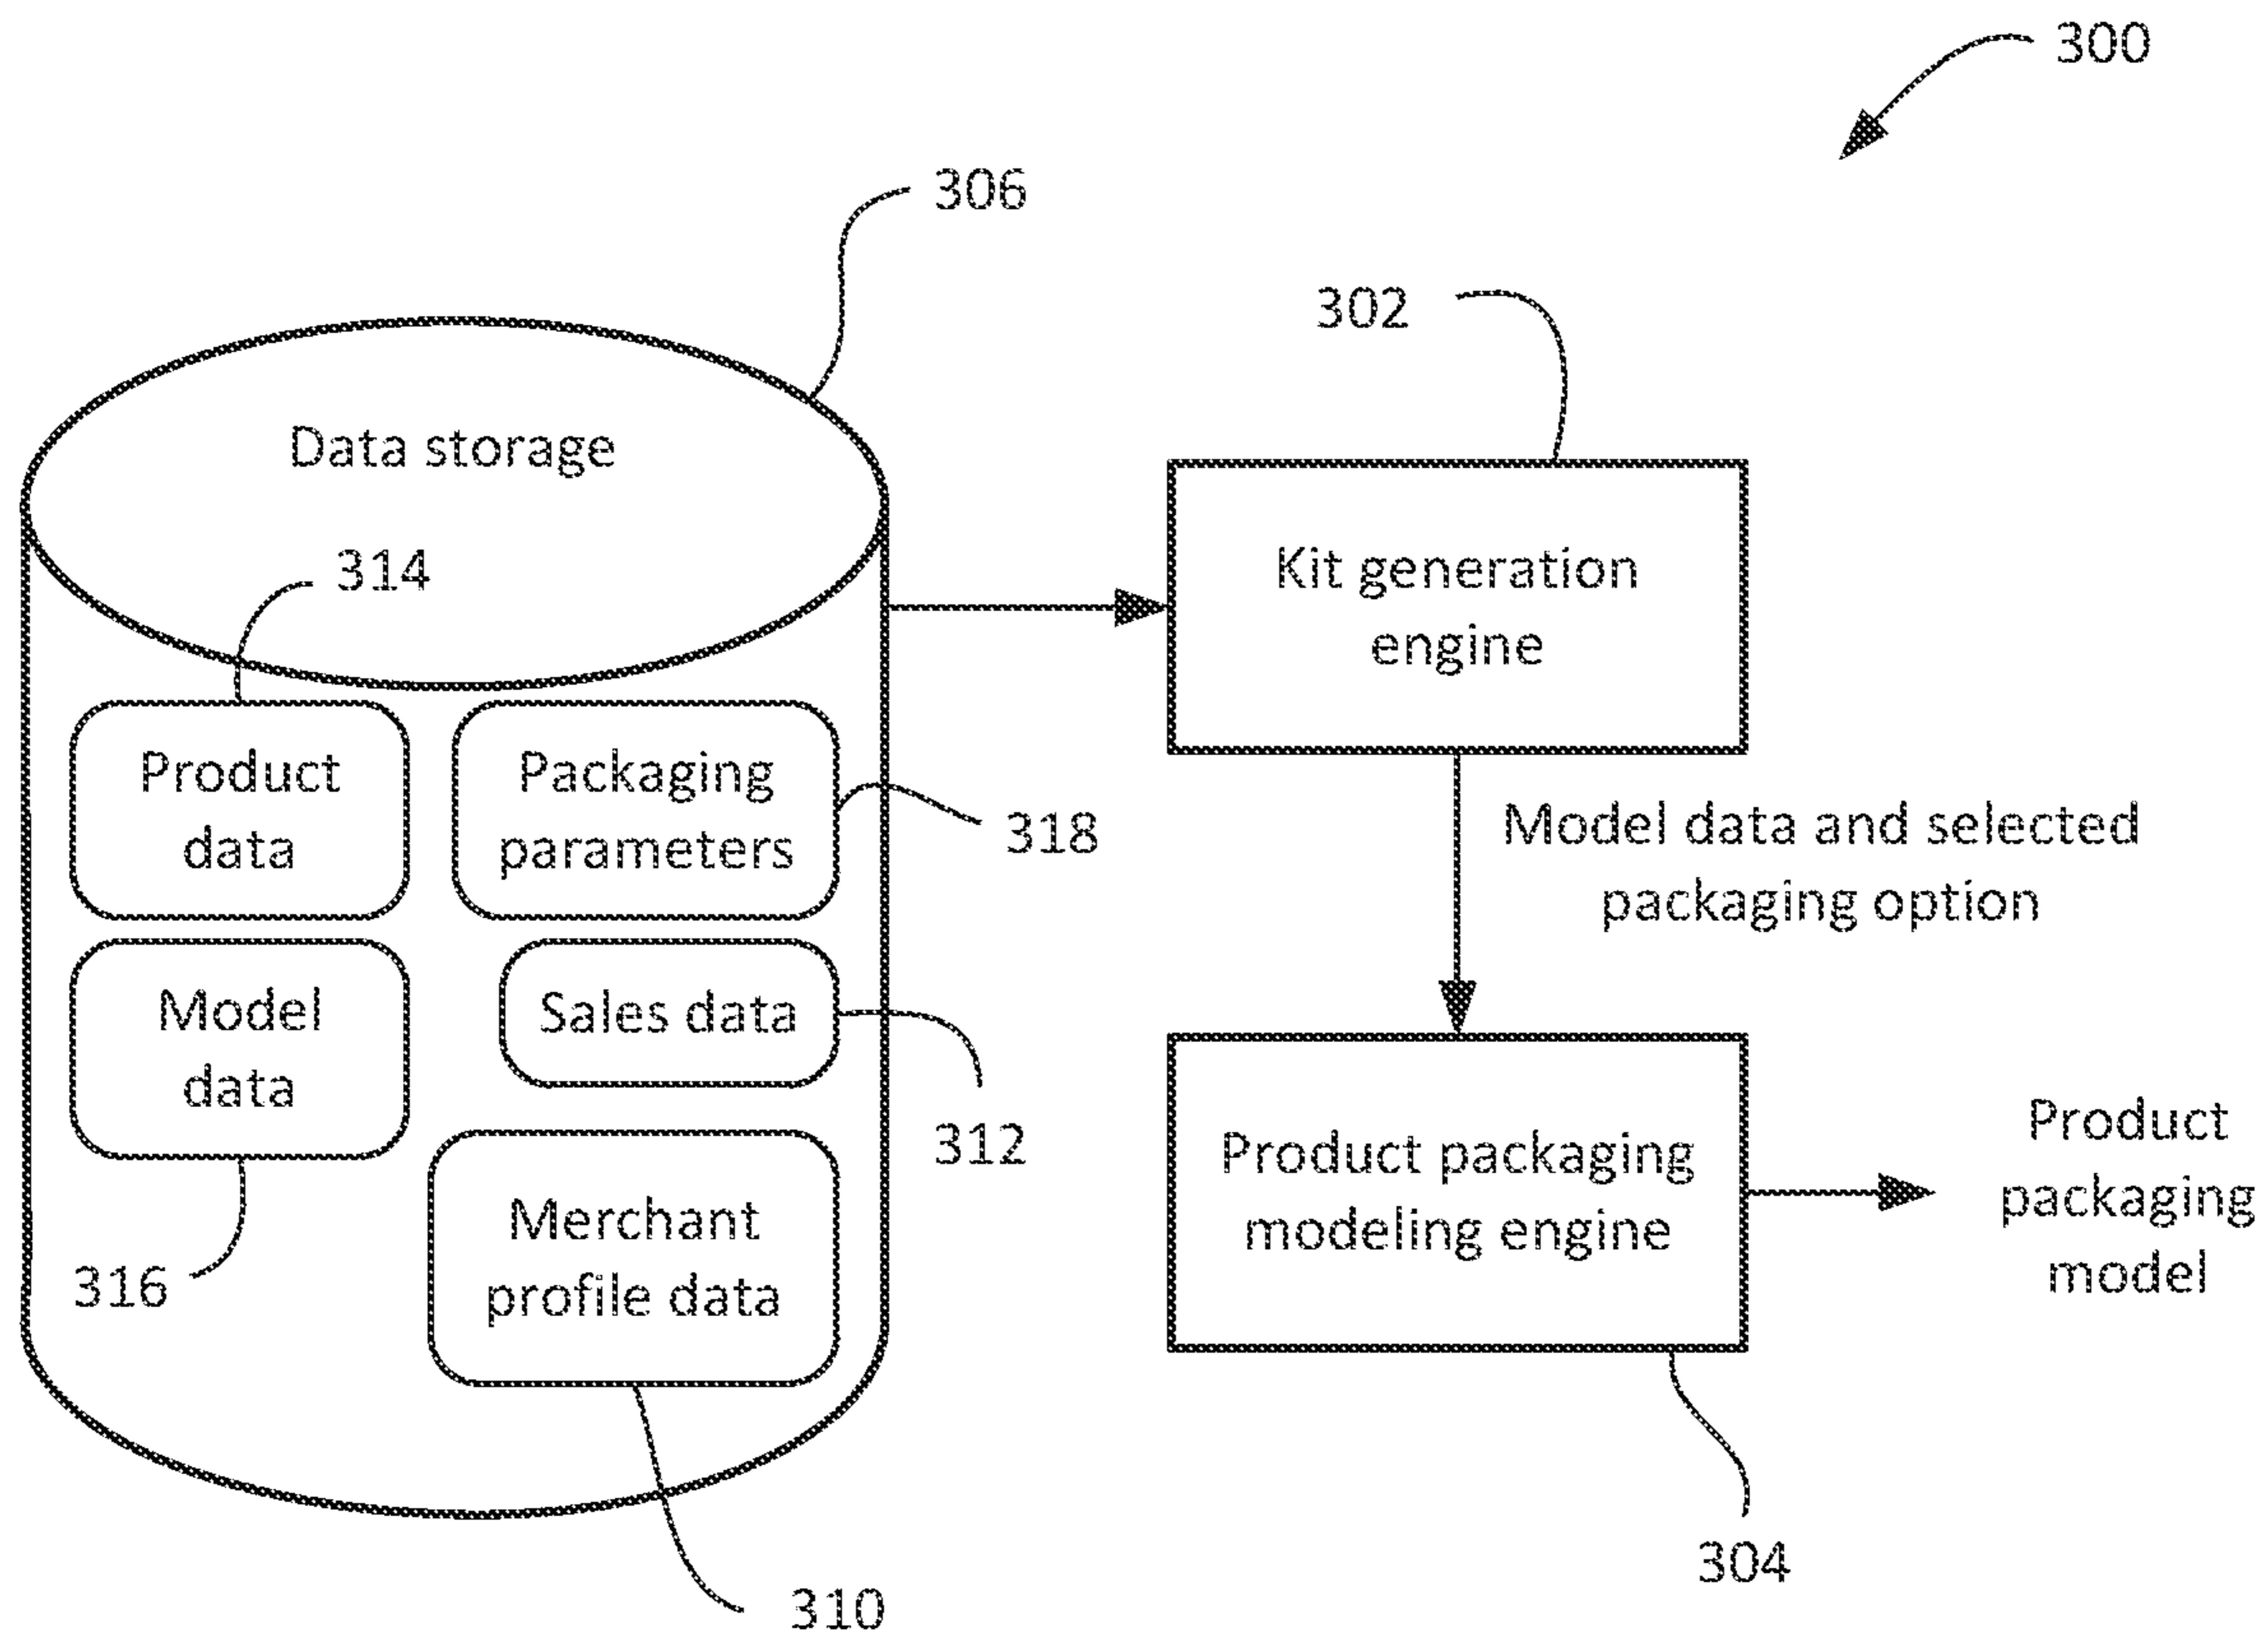 300
306
302
Data storage
314
Kit generation
engine
Product
data
Packaging
parameters
318
Model data and selected
packaging option
Model
data
Sales data
312
Product packaging
modeling engine
Product
packaging
model
Merchant
profile data
316
304
310